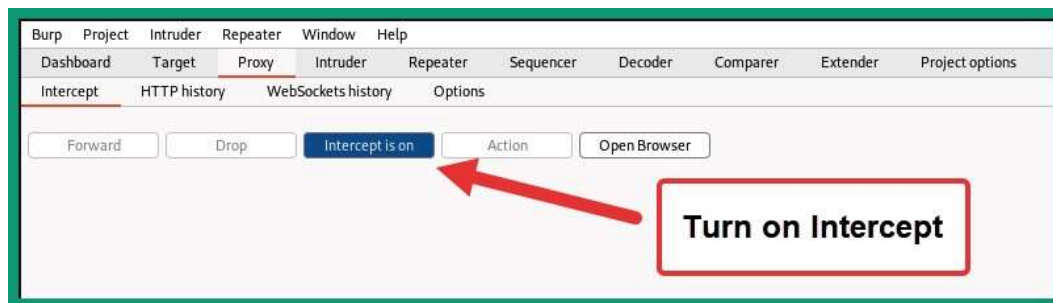 Burp Project Intruder Repeater Window Help
Dashboard Target Proxy Intruder Repeater Sequencer Decoder Comparer Extender Project options
Intercept HTTP history WebSockets history Options
Forward Drop Intercept is on Action Open Browser
Turn on Intercept